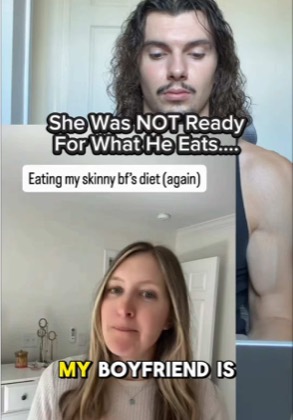 She Was NOT Ready
For What He Eats....
Eating my skinny bf's diet (again)
MY BOYFRIEND IS